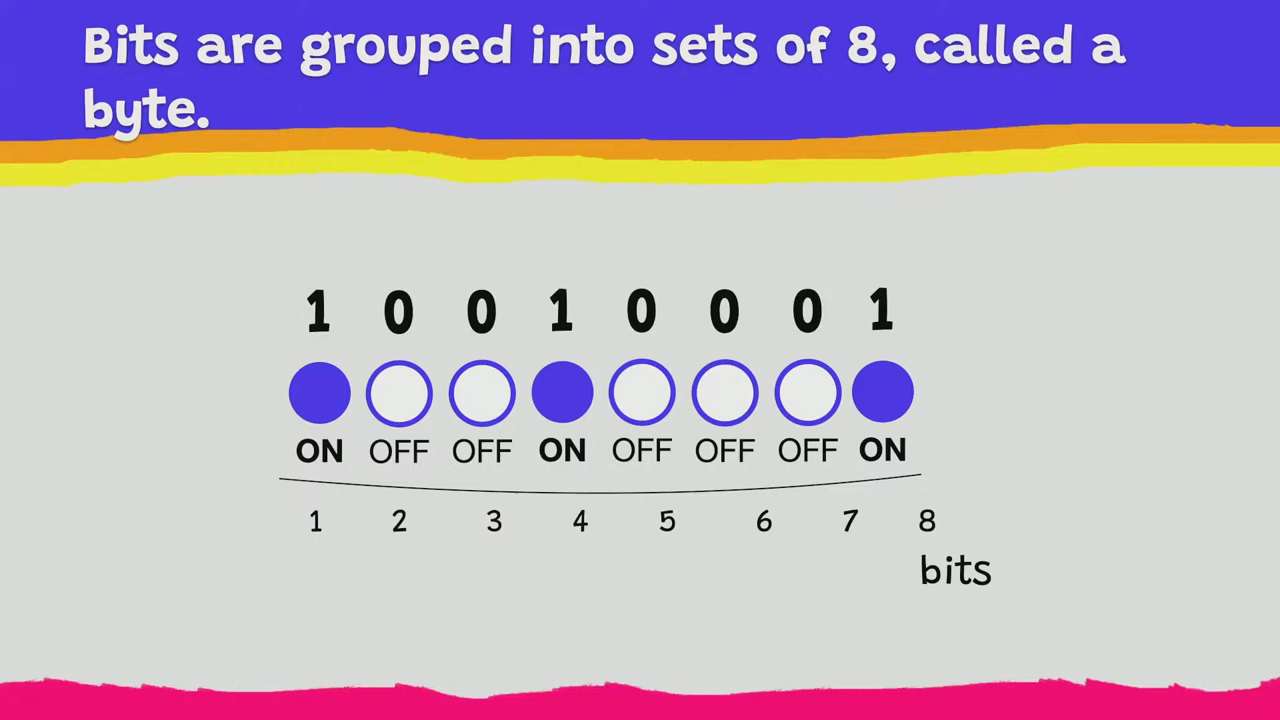 Bits are grouped into sets of 8, called a
byte.
1 0 0 1 0 0 0 1
ON OFF OFF ON OFF OFF OFF ON
1 2 3 4 5 6 7 8
bits